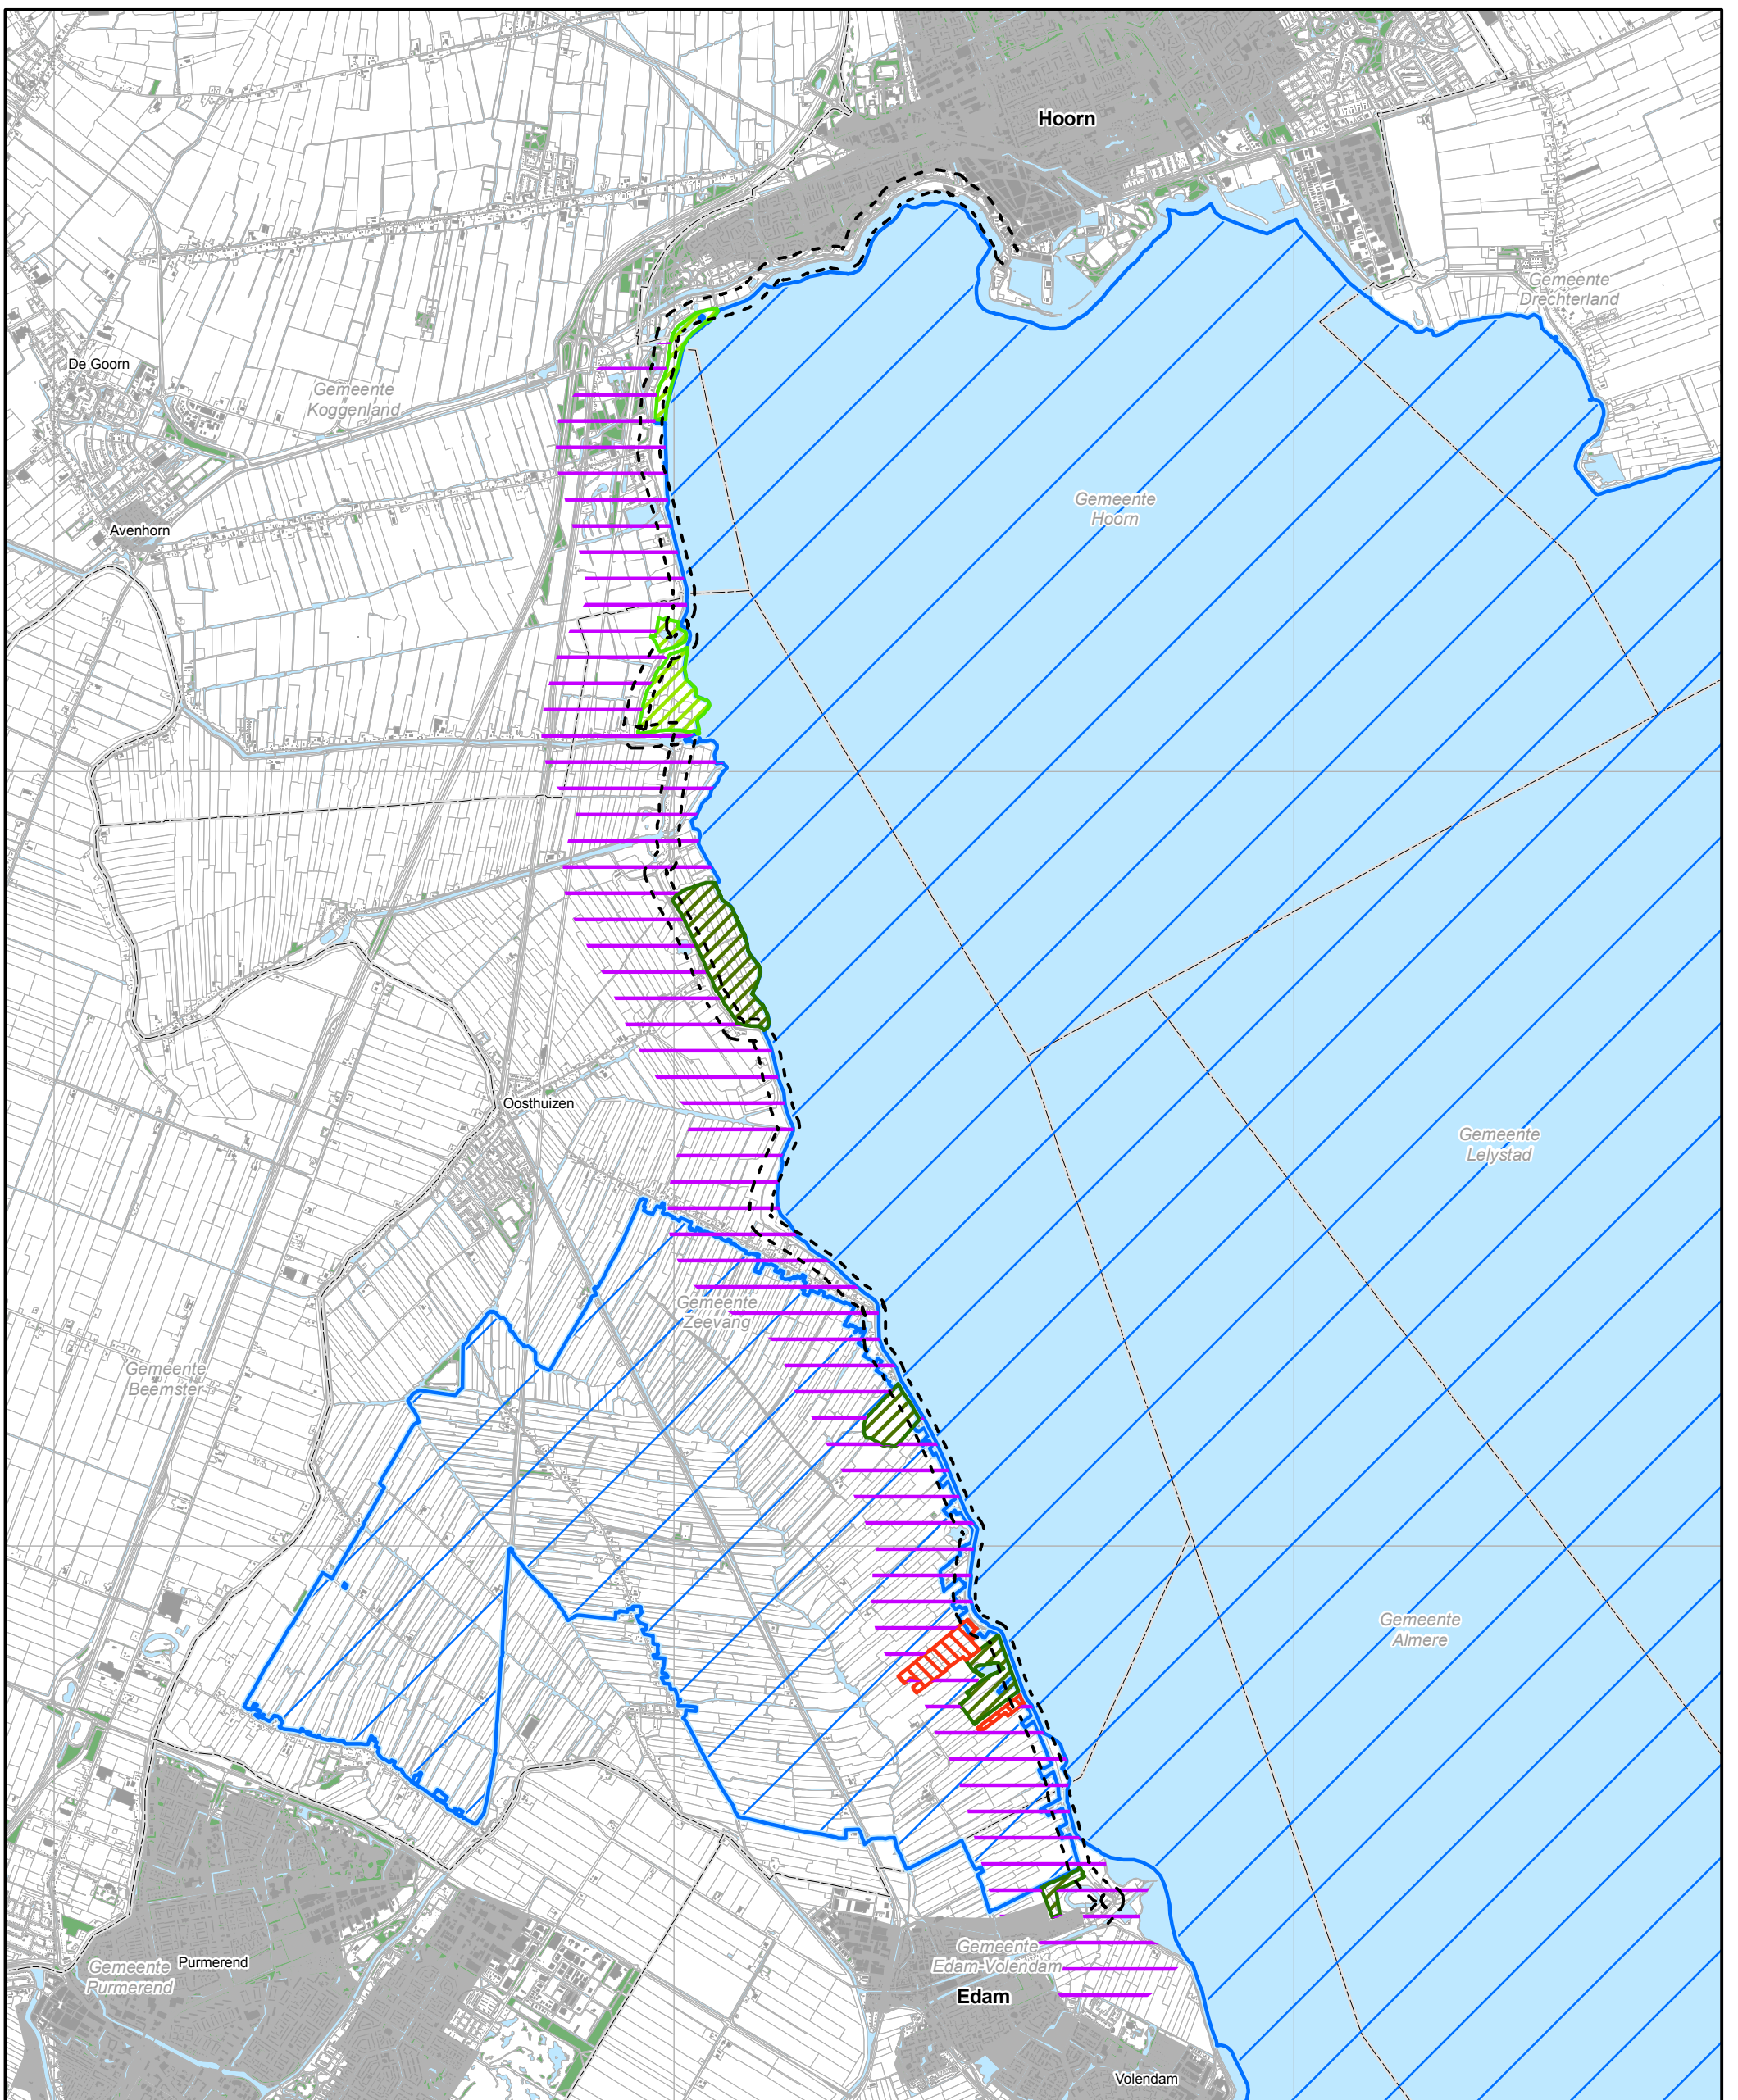 Hoorn
Gemeente
Drechterland
De Goorn
Gemeente
Koggenland
Gemeente
Hoorn
Avenhorn
Oosthuizen
Gemeente
Lelystad
Gemeente
Zeevang
Gemeente
Beemster
Gemeente
Almere
Gemeente
Edam-Volendam
Purmerend
Gemeente
Purmerend
Edam
Volendam